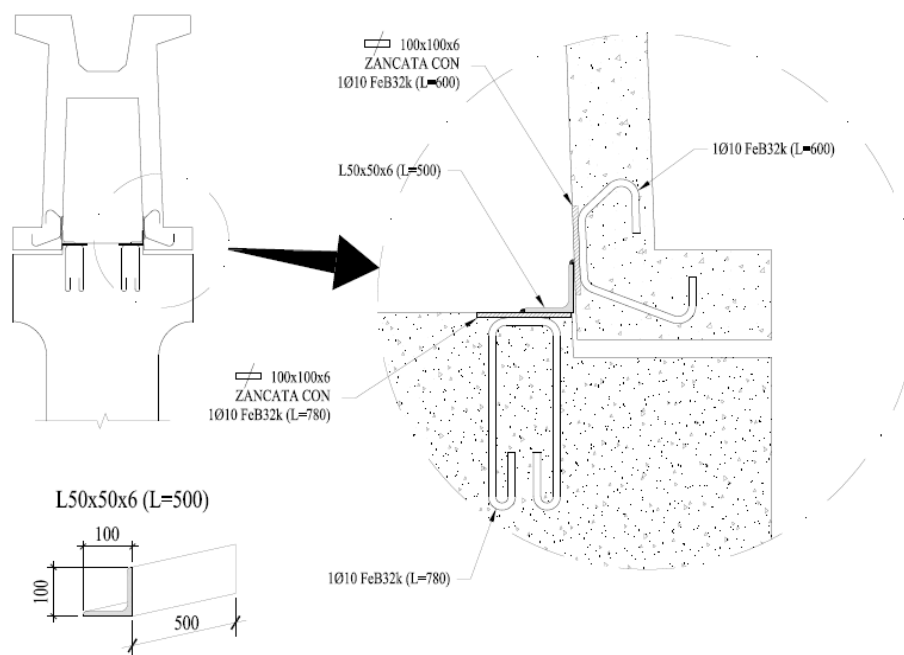 100x100x6
ZANCATA CON
1Ø10 FeB32k (L=600)
L50x50x6 (L=500)
1Ø10 FeB32k (L=600)
100x100x6
ZANCATA CON
1Ø10 FeB32k (L=780)
1Ø10 FeB32k (L=780)
L50x50x6 (L=500)
100
100
500